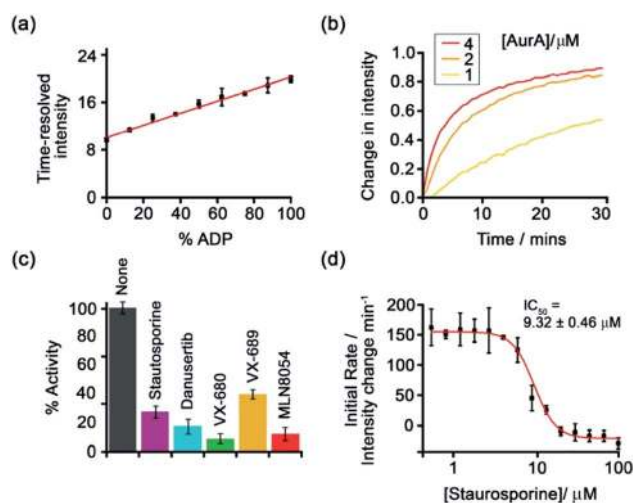 (a)
24
16
8
0
Time-resolved
intensity
0 20 40 60 80 100
% ADP
(b)
[AurA]/μM
4
2
1
1.0
0.8
0.6
0.4
0.2
0.0
Change in intensity
0 10 20 30
Time / mins
(c)
None
Stautosporine
Danusertib
VX-680
VX-689
MLN8054
100
80
40
20
0
% Activity
(d)
IC50 =
9.32 ± 0.46 μM
200
150
100
50
0
Initial Rate /
Intensity change min-1
1 10 100
[Staurosporine]/ μM